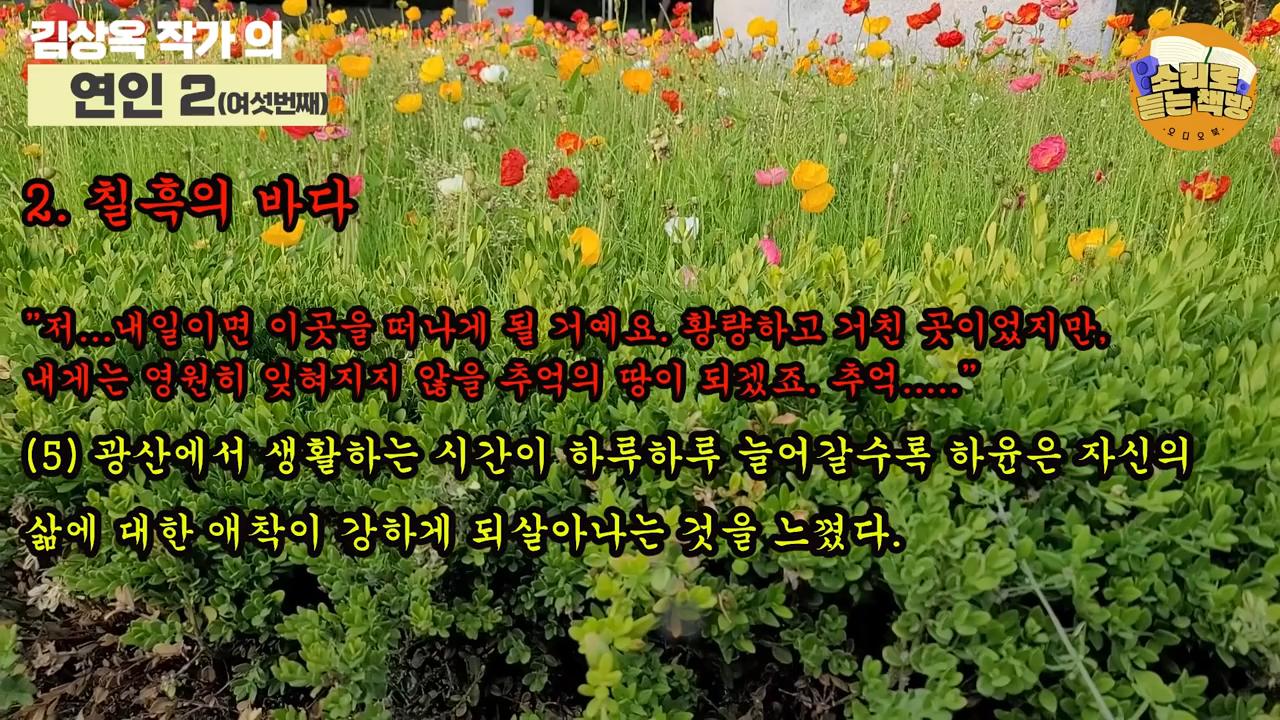 김상옥 작가 의
연인 2(여섯번째)
소리로
듣는 책방
·오디오북·
2. 칠흑의 바다
"저...내일이면 이곳을 떠나게 될 거예요. 황량하고 거친 곳이었지만,
내게는 영원히 잊혀지지 않을 추억의 땅이 되겠죠. 추억....."
(5) 광산에서 생활하는 시간이 하루하루 늘어갈수록 하윤은 자신의
삶에 대한 애착이 강하게 되살아나는 것을 느꼈다.